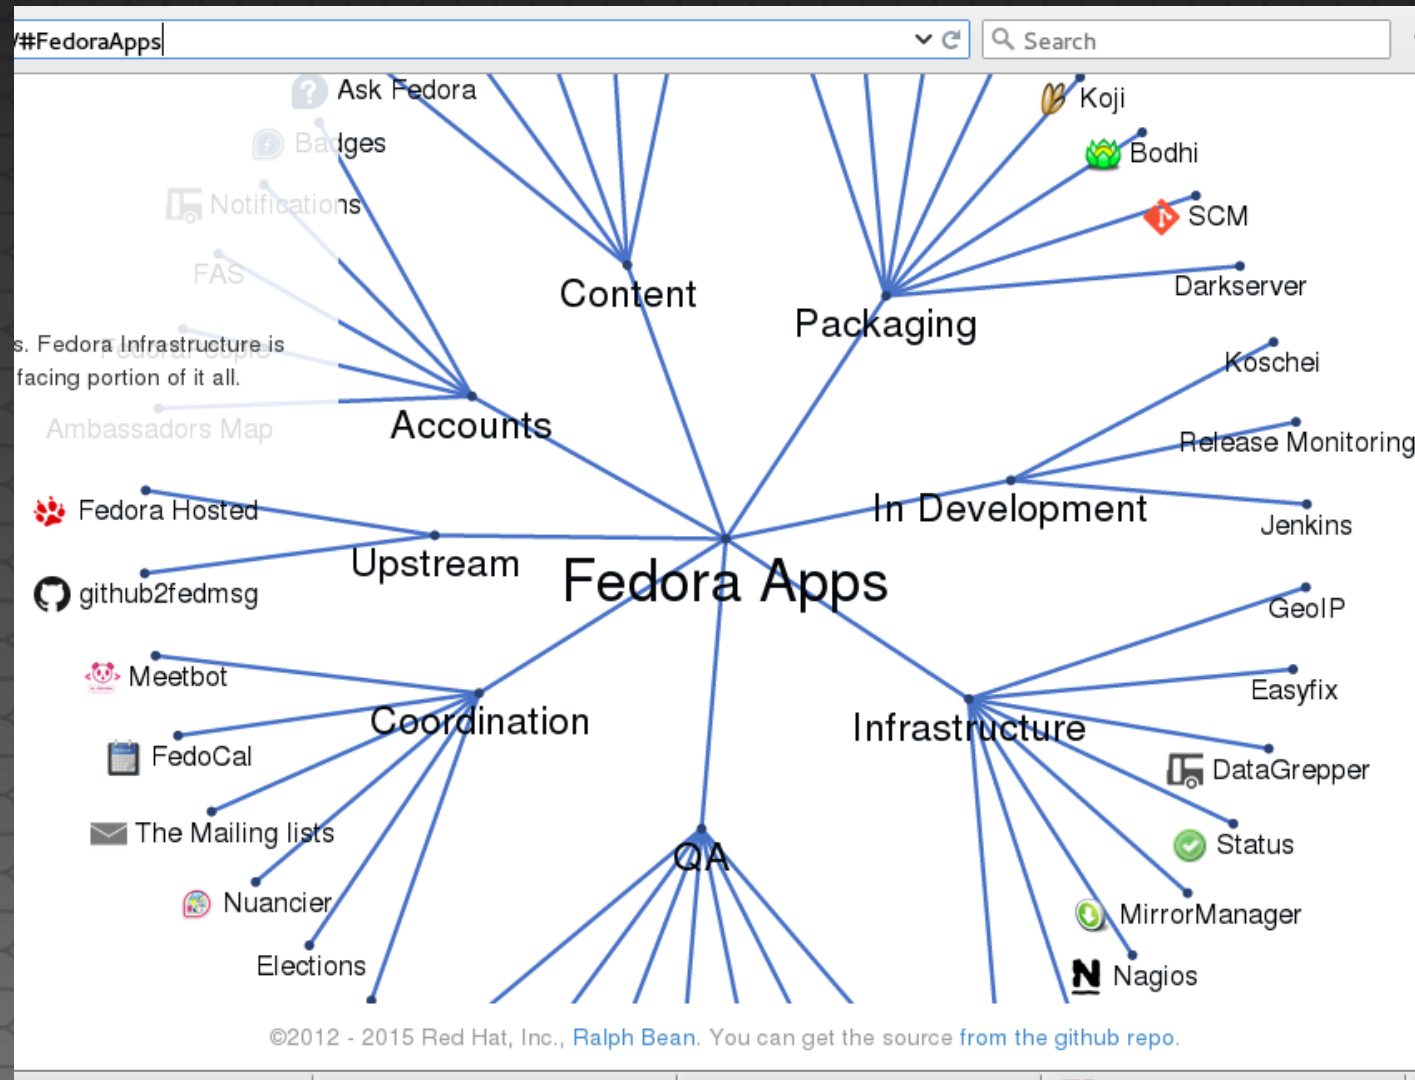 /#FedoraApps
Search
Ask Fedora
Koji
Badges
Bodhi
Notifications
SCM
FAS
Darkserver
Content
Packaging
s. Fedora Infrastructure is
FedoraPeople
Koschei
facing portion of it all.
Accounts
Ambassadors Map
Release Monitoring
Fedora Hosted
In Development
Jenkins
Upstream
Fedora Apps
github2fedmsg
GeoIP
Meetbot
Easyfix
Coordination
Infrastructure
FedoCal
DataGrepper
The Mailing lists
Status
QA
Nuancier
MirrorManager
Elections
N Nagios
©2012 - 2015 Red Hat, Inc., Ralph Bean. You can get the source from the github repo.